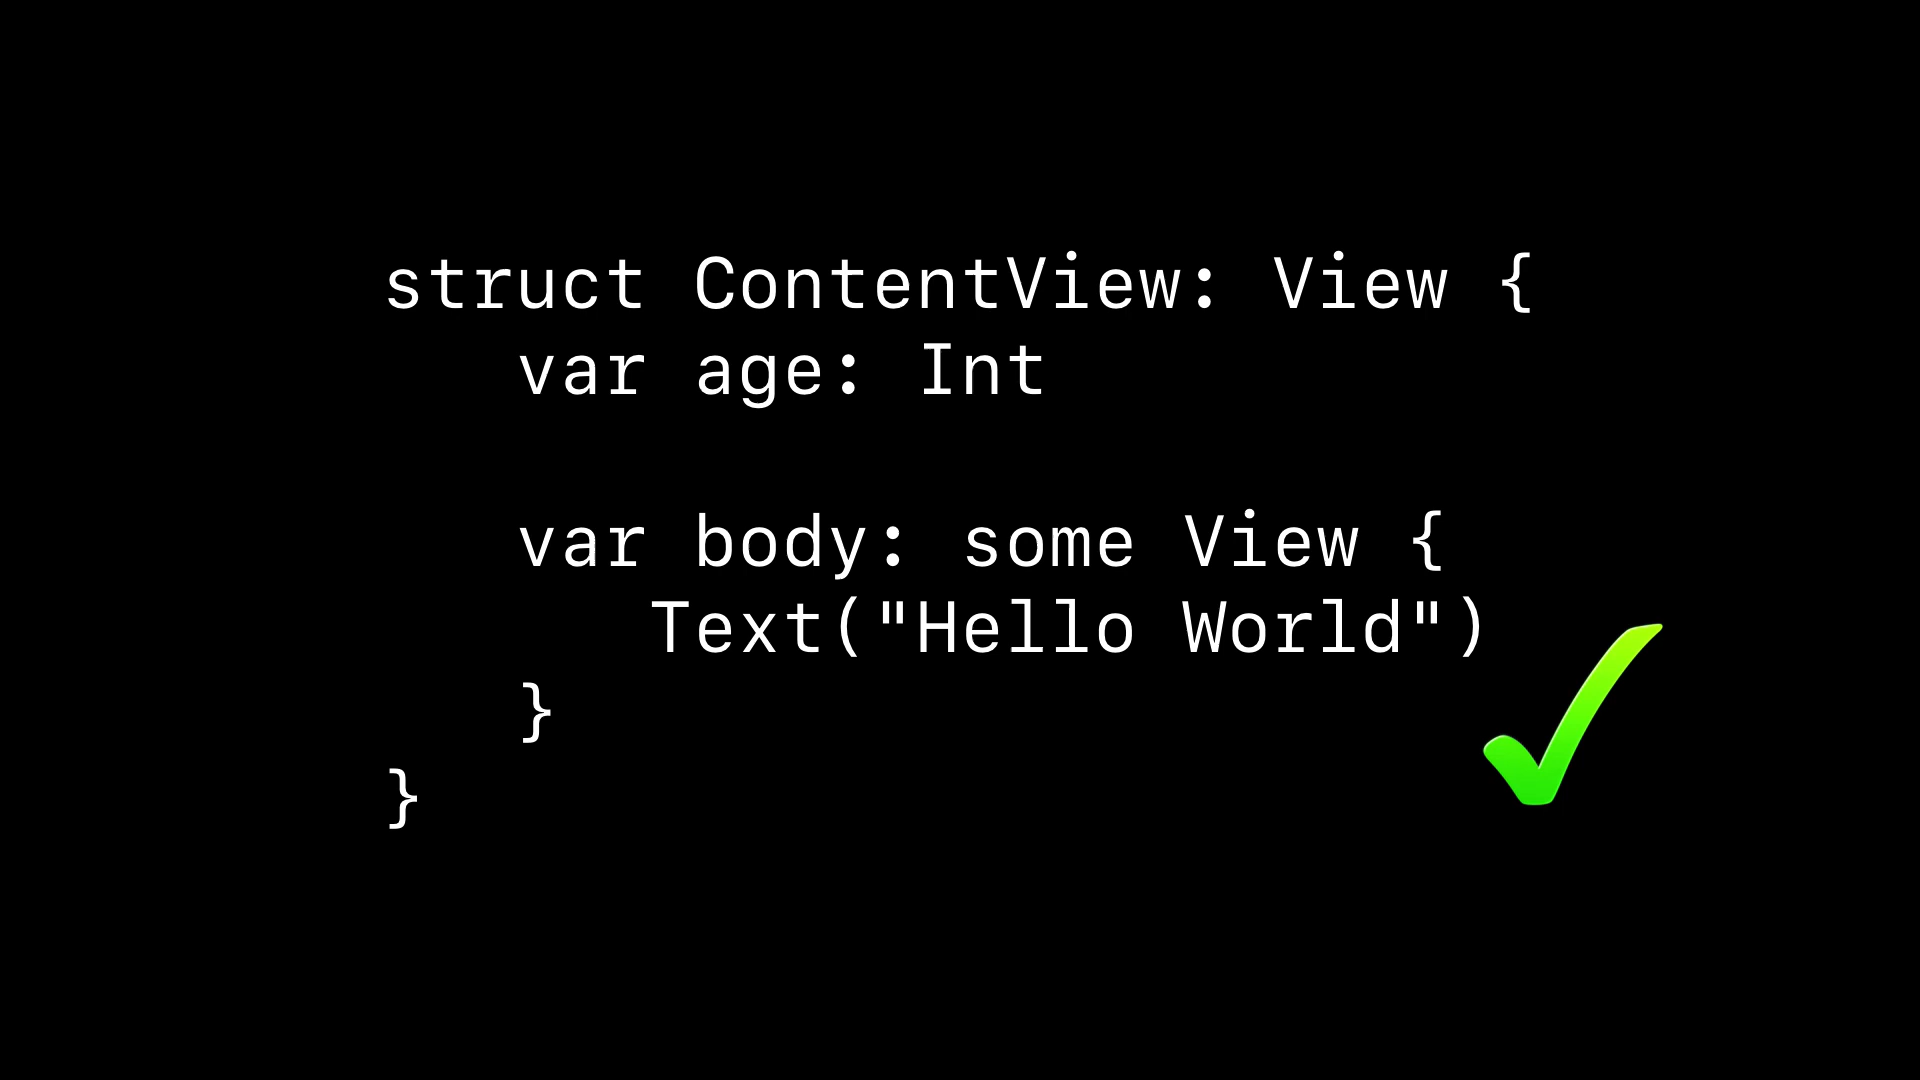 struct ContentView: View {
var age: Int
var body: some View {
Text("Hello World")
}
}